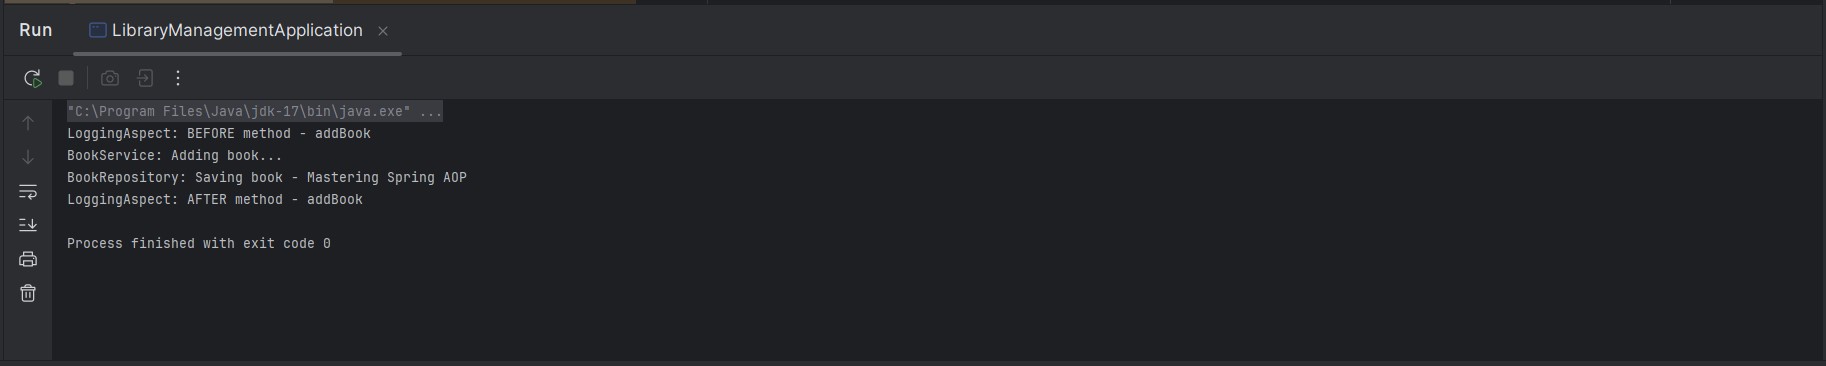 Run LibraryManagementApplication
"C:\Program Files\Java\jdk-17\bin\java.exe" ...
LoggingAspect: BEFORE method - addBook
BookService: Adding book...
BookRepository: Saving book - Mastering Spring AOP
LoggingAspect: AFTER method - addBook
Process finished with exit code 0